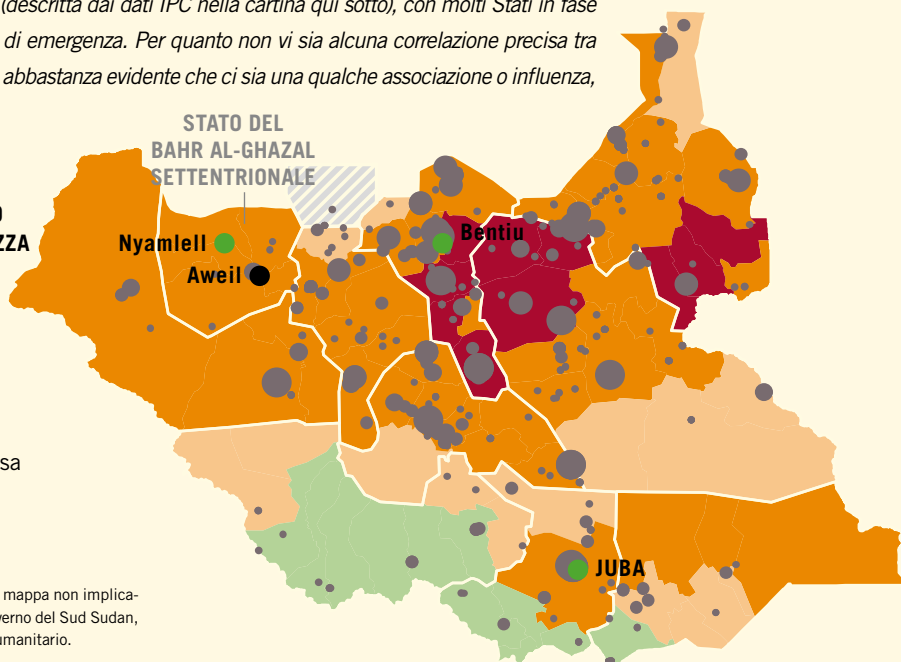 (descritta dai dati IPC nella cartina qui sotto), con molti Stati in fase
di emergenza. Per quanto non vi sia alcuna correlazione precisa tra
abbastanza evidente che ci sia una qualche associazione o influenza,
STATO DEL
BAHR AL-GHAZAL
SETTENTRIONALE
ZZA
Nyamlell
Bentiu
Aweil
sa
JUBA
mappa non implica-
verno del Sud Sudan,
umanitario.